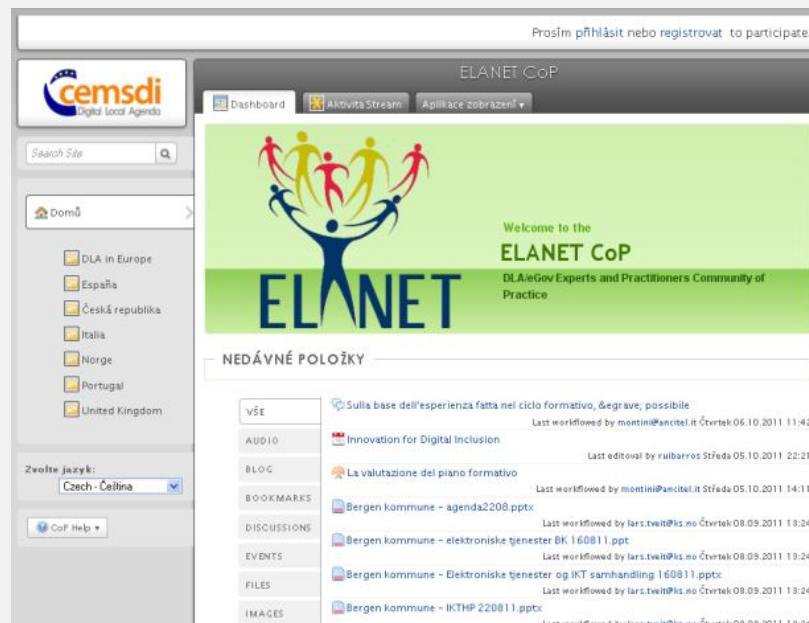 Prosím přihlásit nebo registrovat to participate.
cemsdi
Digital Local Agenda
Search Site
Domů
DLA in Europe
España
Česká republika
Italia
Norge
Portugal
United Kingdom
Zvolte jazyk:
Czech - Čeština
CoP Help
ELANET CoP
Dashboard
Aktivita Stream
Aplikace zobrazení
ELANET
Welcome to the
ELANET CoP
DLA/eGov Experts and Practitioners Community of
Practice
NEDÁVNÉ POLOŽKY
VŠE
AUDIO
BLOG
BOOKMARKS
DISCUSSIONS
EVENTS
FILES
IMAGES
Sulla base dell'esperienza fatta nel ciclo formativo, &egrave; possibile
Last workflowed by montini@ancitel.it Čtvrtek 06.10.2011 11:42
Innovation for Digital Inclusion
Last editoval by ruibarros Středa 05.10.2011 22:21
La valutazione del piano formativo
Last workflowed by montini@ancitel.it Středa 05.10.2011 14:11
Bergen kommune - agenda2208.pptx
Last workflowed by lars.tveit@ks.no Čtvrtek 08.09.2011 13:24
Bergen kommune - elektroniske tjenester BK 160811.ppt
Last workflowed by lars.tveit@ks.no Čtvrtek 08.09.2011 13:24
Bergen kommune - Elektroniske tjenester og IKT samhandling 160811.pptx
Last workflowed by lars.tveit@ks.no Čtvrtek 08.09.2011 13:24
Bergen kommune - IKTHP 220811.pptx